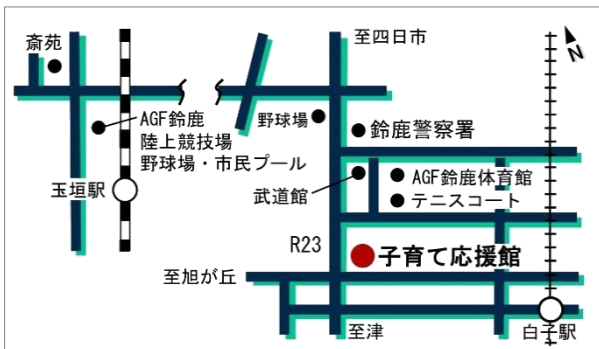 斎苑
至四日市
N
AGF鈴鹿
陸上競技場
野球場・市民プール
野球場
鈴鹿警察署
玉垣駅
武道館
AGF鈴鹿体育館
テニスコート
R23
子育て応援館
至旭が丘
至津
白子駅